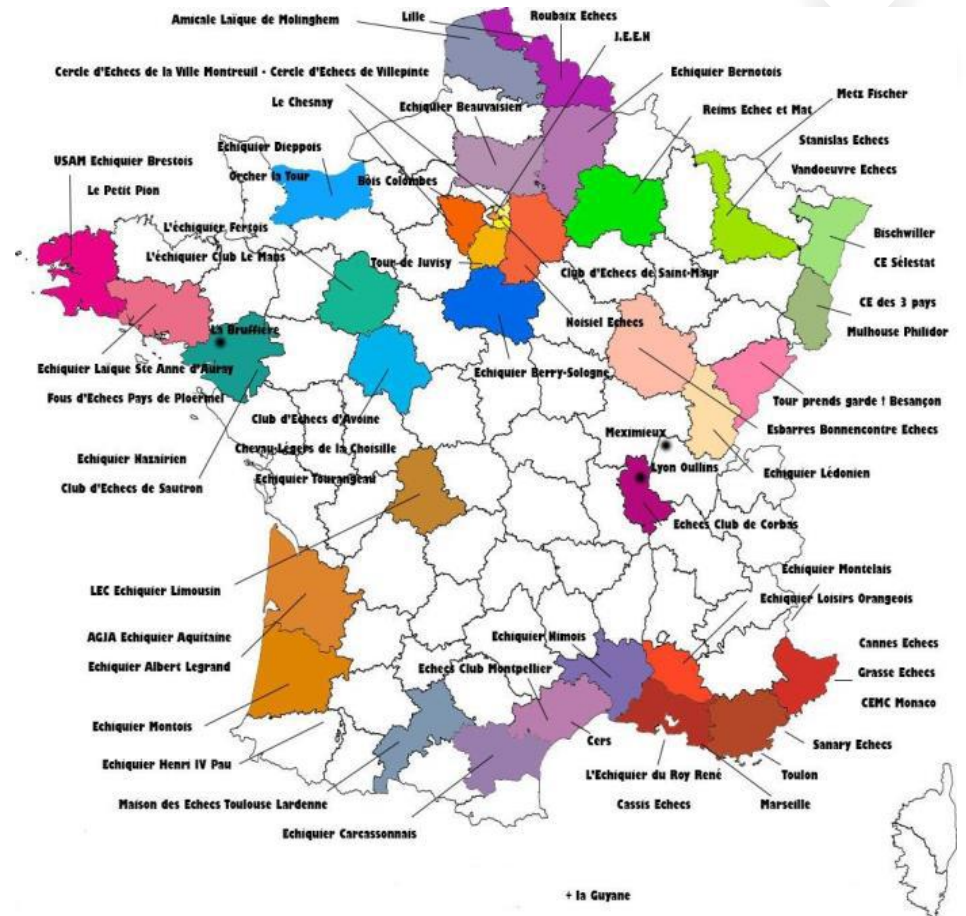 Amicale Laïque de Molinghem
Lille
Roubaix Echecs
J.E.E.H
Cercle d'Echecs de la Ville Montreuil - Cercle d'Echecs de Villepinte
Echiquier Bernotois
Le Chesnay
Echiquier Beauvaisien
Metz Fischer
Reims Echec et Mat
Stanislas Echecs
Echiquier Dieppois
USAM Echiquier Brestois
Vandoeuvre Echecs
Orcher la Tour
Bois Colombes
Le Petit Pion
L'échiquier Fertois
Bischwiller
L'échiquier Club Le Mans
Tour de Juvisy
CE Sélestat
Club d'Echecs de Saint-Maur
CE des 3 pays
Noisiel Echecs
La Bruffière
Mulhouse Philidor
Echiquier Laïque Ste Anne d'Auray
Echiquier Berry-Sologne
Fous d'Echecs Pays de Ploermel
Tour prends garde ! Besançon
Club d'Echecs d'Avoine
Esbarres Bonnencontre Echecs
Meximieux
Chevau-Légers de la Choisille
Echiquier Nazairien
Lyon Oullins
Echiquier Lédonien
Echiquier Tourangeau
Club d'Echecs de Sautron
Echecs Club de Corbas
Echiquier Montelais
LEC Echiquier Limousin
Echiquier Loisirs Orangeois
AGJA Echiquier Aquitaine
Echiquier Nimois
Cannes Echecs
Echiquier Albert Legrand
Echecs Club Montpellier
Grasse Echecs
CEMC Monaco
Echiquier Montois
Cers
Sanary Echecs
Echiquier Henri IV Pau
L'Echiquier du Roy René
Toulon
Maison des Echecs Toulouse Lardenne
Cassis Echecs
Marseille
Echiquier Carcassonnais
+ la Guyane